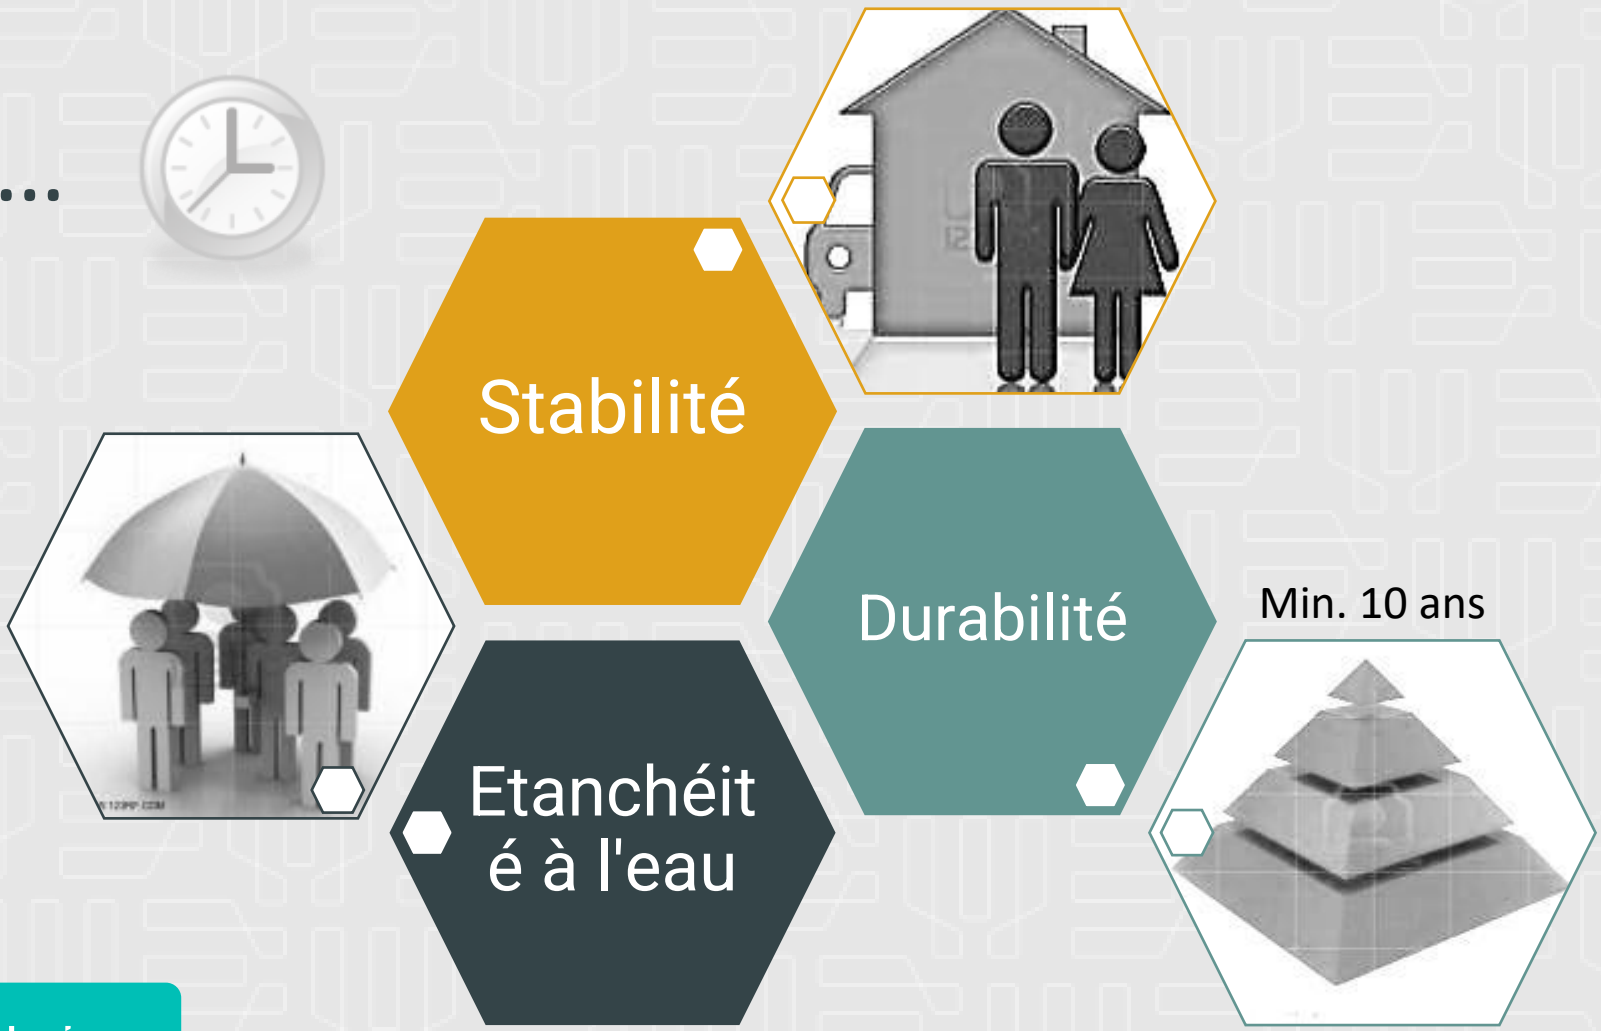 ...
Stabilité
Durabilité
Min. 10 ans
Etanchéit
é à l'eau